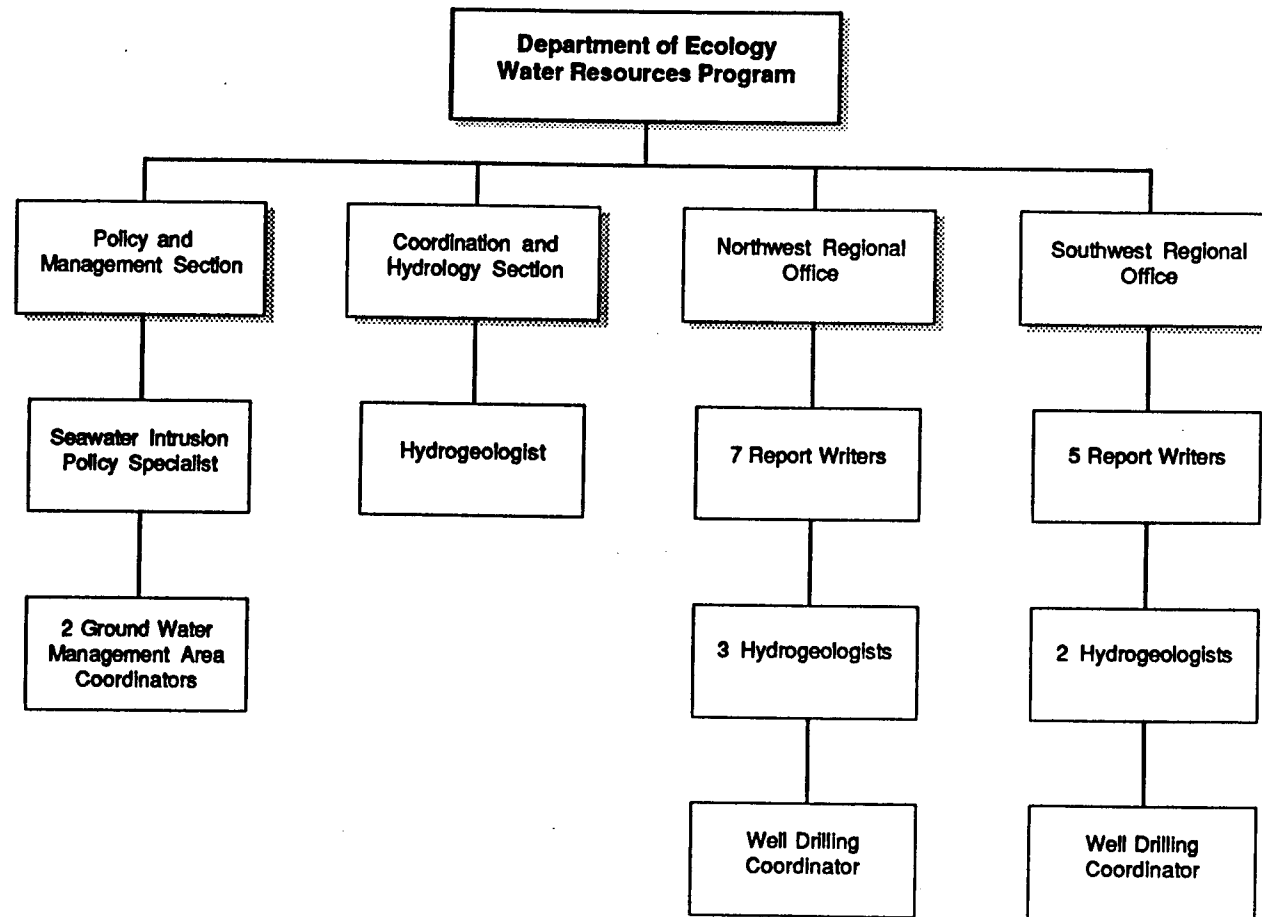 Department of Ecology
Water Resources Program
Policy and
Management Section
Coordination and
Hydrology Section
Northwest Regional
Office
Southwest Regional
Office
Seawater Intrusion
Policy Specialist
Hydrogeologist
7 Report Writers
5 Report Writers
2 Ground Water
Management Area
Coordinators
3 Hydrogeologists
2 Hydrogeologists
Well Drilling
Coordinator
Well Drilling
Coordinator